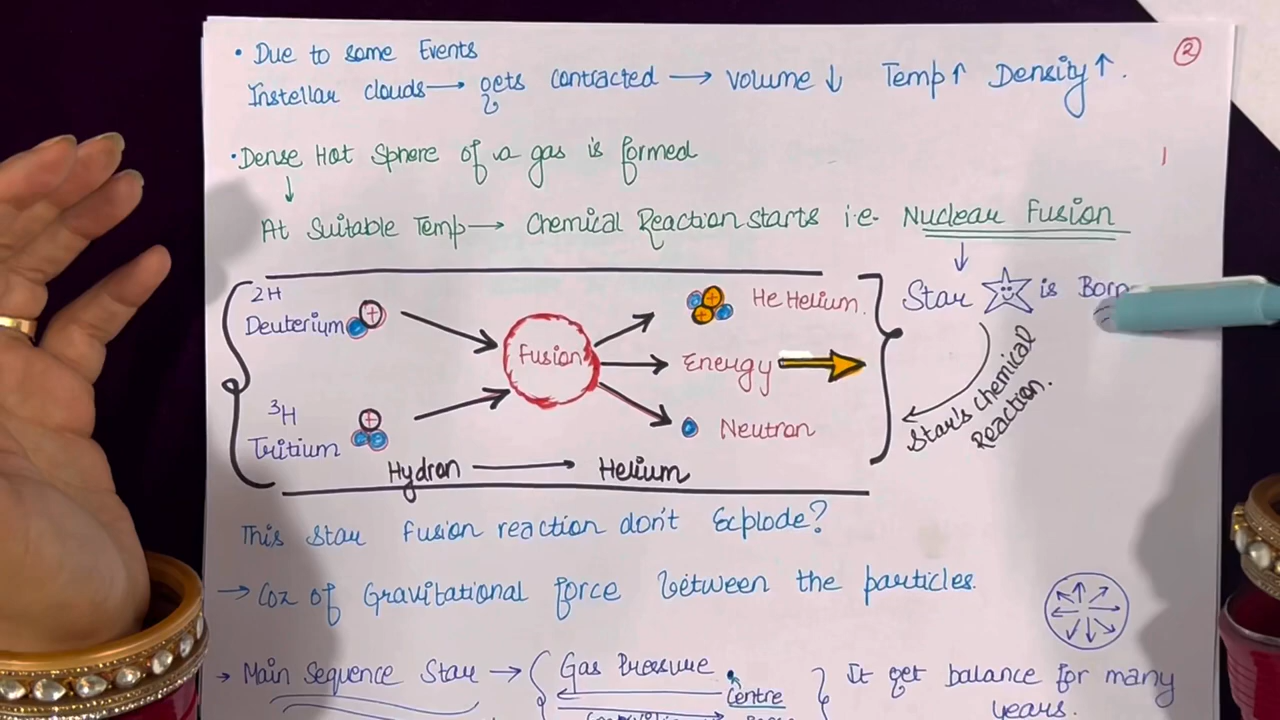 ②
• Due to some Events
Instellar clouds → gets contracted → volume ↓ Temp↑ Density↑.
• Dense Hot Sphere of a gas is formed
↓
At Suitable Temp → Chemical Reaction starts i.e. Nuclear Fusion
↓
Star is Born
2H
Deuterium
+
Fusion
He Helium.
Energy
³H
Tritium
+
Neutron
Hydron → Helium
Star's chemical
Reaction.
This star fusion reaction don't Explode?
→ Coz of Gravitational force between the particles.
→ Main Sequence Star → { Gas Pressure
Centre
} It get balance for many
years.